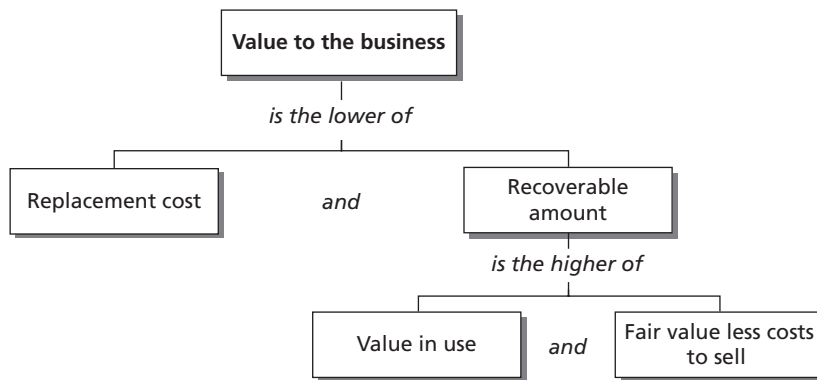 Value to the business
is the lower of
Replacement cost
and
Recoverable
amount
is the higher of
Value in use
and
Fair value less costs
to sell